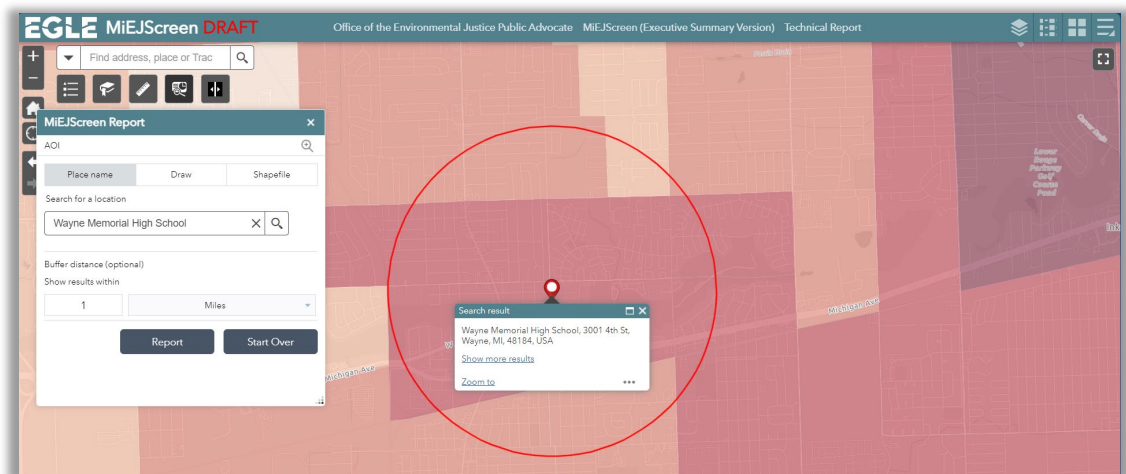 EGLE MiEJScreen DRAFT
Office of the Environmental Justice Public Advocate MiEJScreen (Executive Summary Version) Technical Report
Find address, place or Trac
MiEJScreen Report
AOI
Place name Draw Shapefile
Search for a location
Wayne Memorial High School
Buffer distance (optional)
Show results within
1 Miles
Report Start Over
Search result
Wayne Memorial High School, 3001 4th St,
Wayne, MI, 48184, USA
Show more results
Zoom to
Michigan Ave
Michigan Ave
Lower
Rouge
Parkway
Golf
Course
Pond
Ink
W